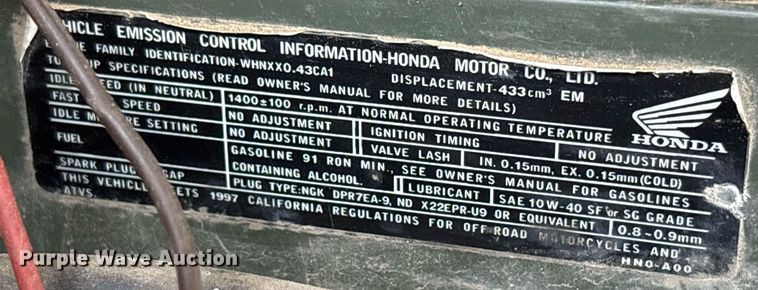 VEHICLE EMISSION CONTROL INFORMATION-HONDA MOTOR CO., LTD.
FAMILY IDENTIFICATION-WHNXX0.43CA1 DISPLACEMENT-433cm³ EM
SPECIFICATIONS (READ OWNER'S MANUAL FOR MORE DETAILS)
IDLE SPEED (IN NEUTRAL) 1400±100 r.p.m. AT NORMAL OPERATING TEMPERATURE
FAST SPEED NO ADJUSTMENT IGNITION TIMING NO ADJUSTMENT
IDLE SETTING NO ADJUSTMENT VALVE LASH IN. 0.15mm, EX. 0.15mm (COLD)
FUEL GASOLINE 91 RON MIN., SEE OWNER'S MANUAL FOR GASOLINES
CONTAINING ALCOHOL. LUBRICANT SAE 10W-40 SF or SG GRADE
SPARK PLUG GAP PLUG TYPE:NGK DPR7EA-9, ND X22EPR-U9 OR EQUIVALENT 0.8~0.9mm
THIS VEHICLE MEETS 1997 CALIFORNIA REGULATIONS FOR OFF ROAD MOTORCYCLES AND
ATVS. HN0-A00
HONDA
Purple Wave Auction